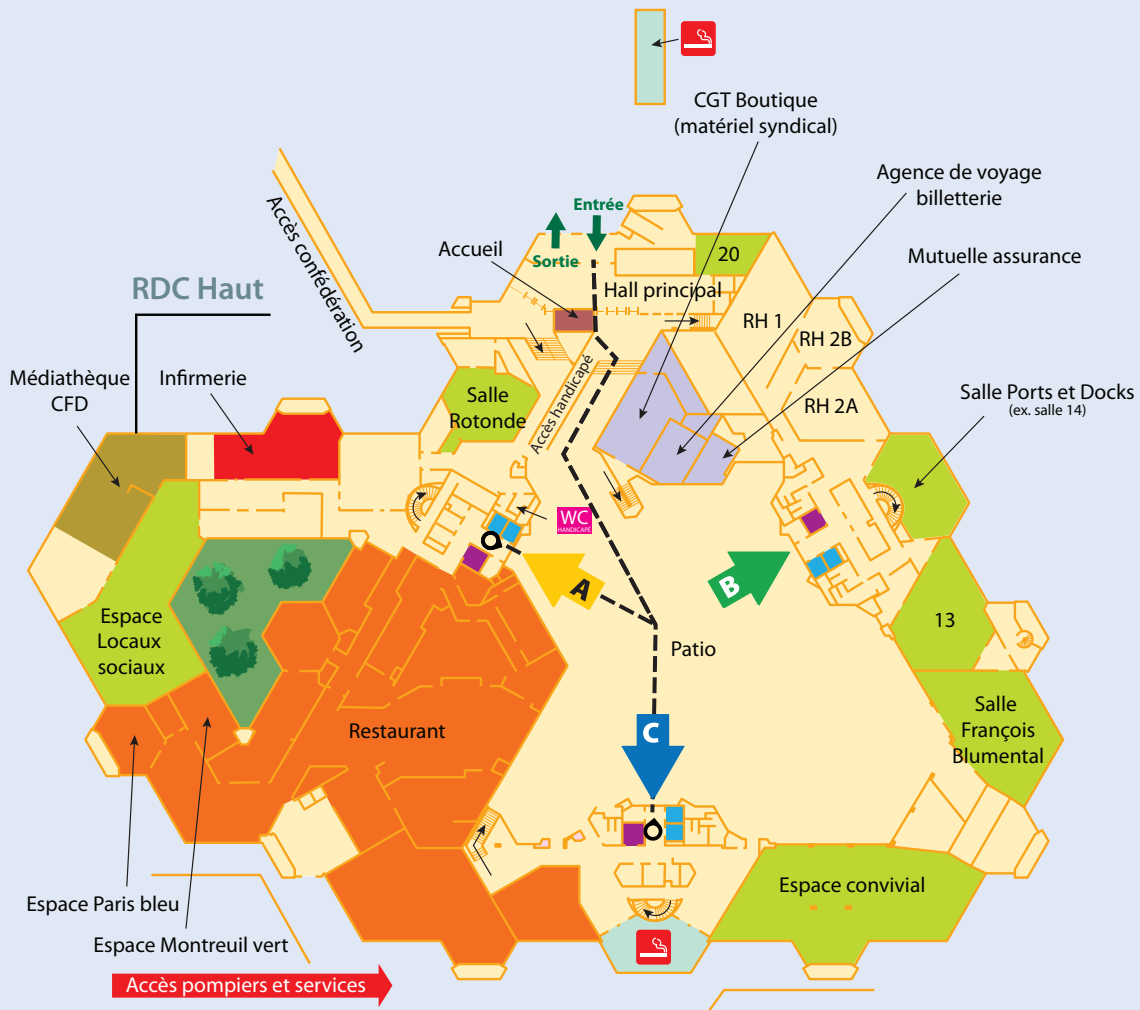 CGT Boutique
(matériel syndical)
Agence de voyage
billetterie
Mutuelle assurance
Accès confédération
Entrée
Sortie
Accueil
Hall principal
20
RDC Haut
RH 1
RH 2B
RH 2A
Médiathèque
CFD
Infirmerie
Salle
Rotonde
Accès handicapé
Salle Ports et Docks
(ex. salle 14)
WC
HANDICAPÉ
A
B
Espace
Locaux
sociaux
13
Patio
Salle
François
Blumental
C
Restaurant
Espace convivial
Espace Paris bleu
Espace Montreuil vert
Accès pompiers et services